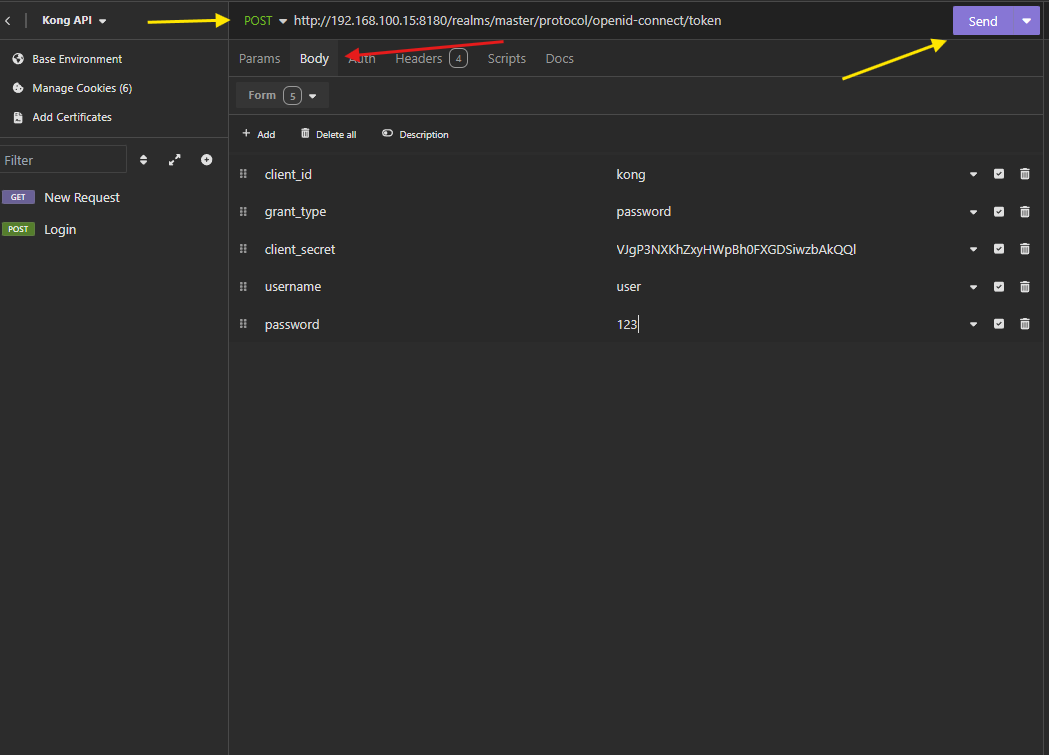 Kong API
POST http://192.168.100.15:8180/realms/master/protocol/openid-connect/token
Send
Base Environment
Manage Cookies (6)
Add Certificates
Filter
GET New Request
POST Login
Params
Body
Auth
Headers 4
Scripts
Docs
Form 5
+ Add
Delete all
Description
client_id kong
grant_type password
client_secret VJgP3NXKhZxyHWpBh0FXGDSiwzbAkQQl
username user
password 123